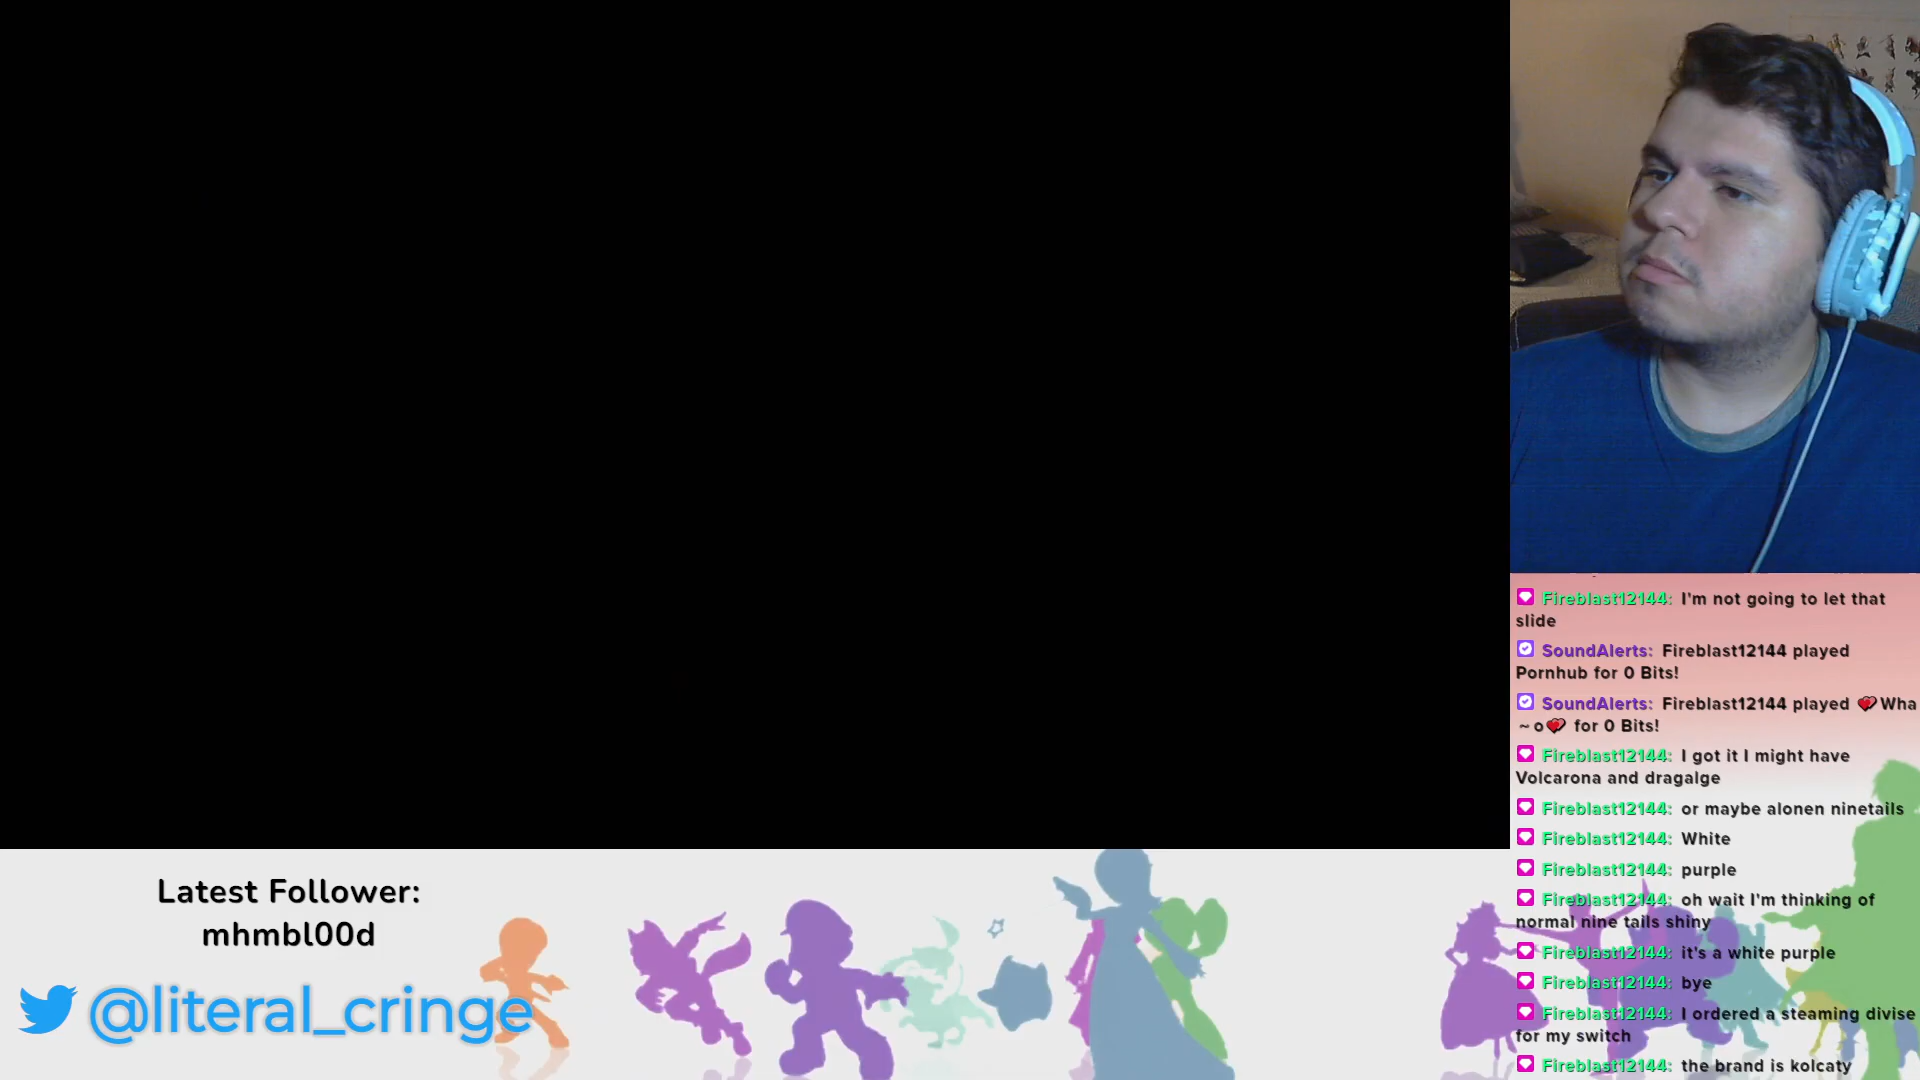 Fireblast12144: I'm not going to let that
slide
SoundAlerts: Fireblast12144 played
Pornhub for 0 Bits!
SoundAlerts: Fireblast12144 played 💕Wha
~o💕 for 0 Bits!
Fireblast12144: I got it I might have
Volcarona and dragalge
Fireblast12144: or maybe alonen ninetails
Fireblast12144: White
Fireblast12144: purple
Fireblast12144: oh wait I'm thinking of
normal nine tails shiny
Fireblast12144: it's a white purple
Fireblast12144: bye
Fireblast12144: I ordered a steaming divise
for my switch
Fireblast12144: the brand is kolcaty
Latest Follower:
mhmbl00d
@literal_cringe